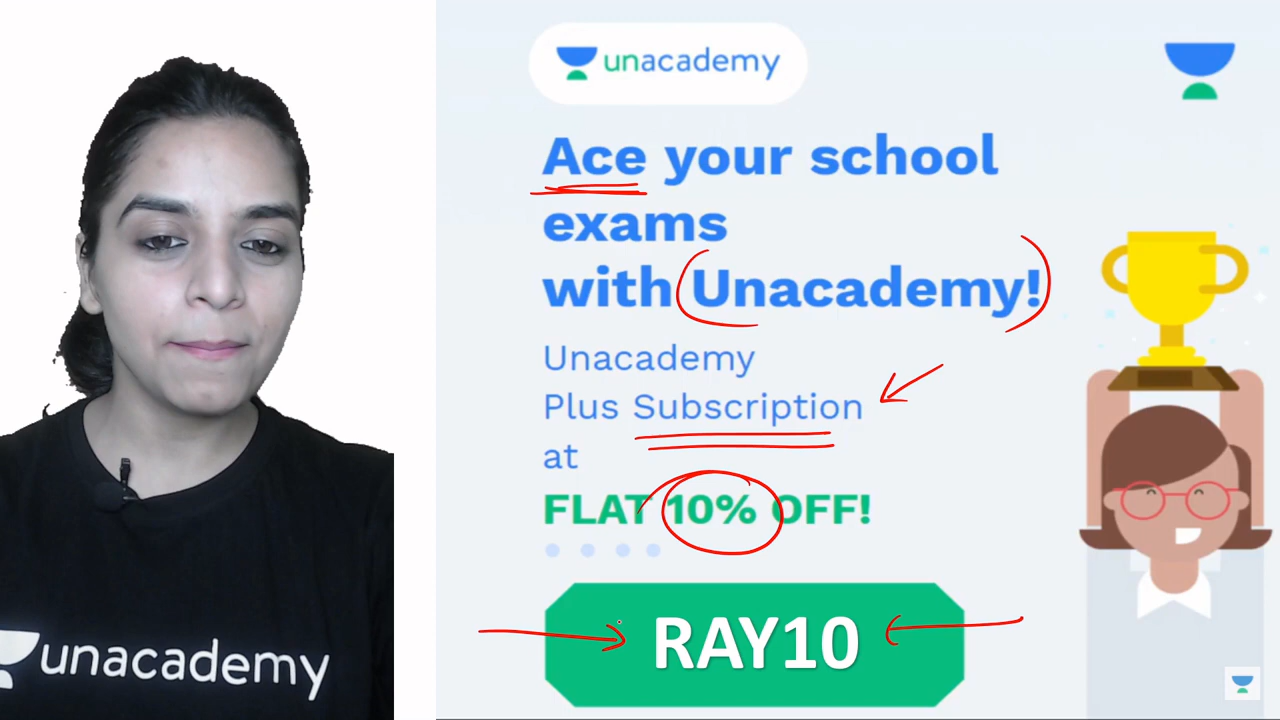 unacademy
Ace your school
exams
with Unacademy!
Unacademy
Plus Subscription
at
FLAT 10% OFF!
RAY10
unacademy